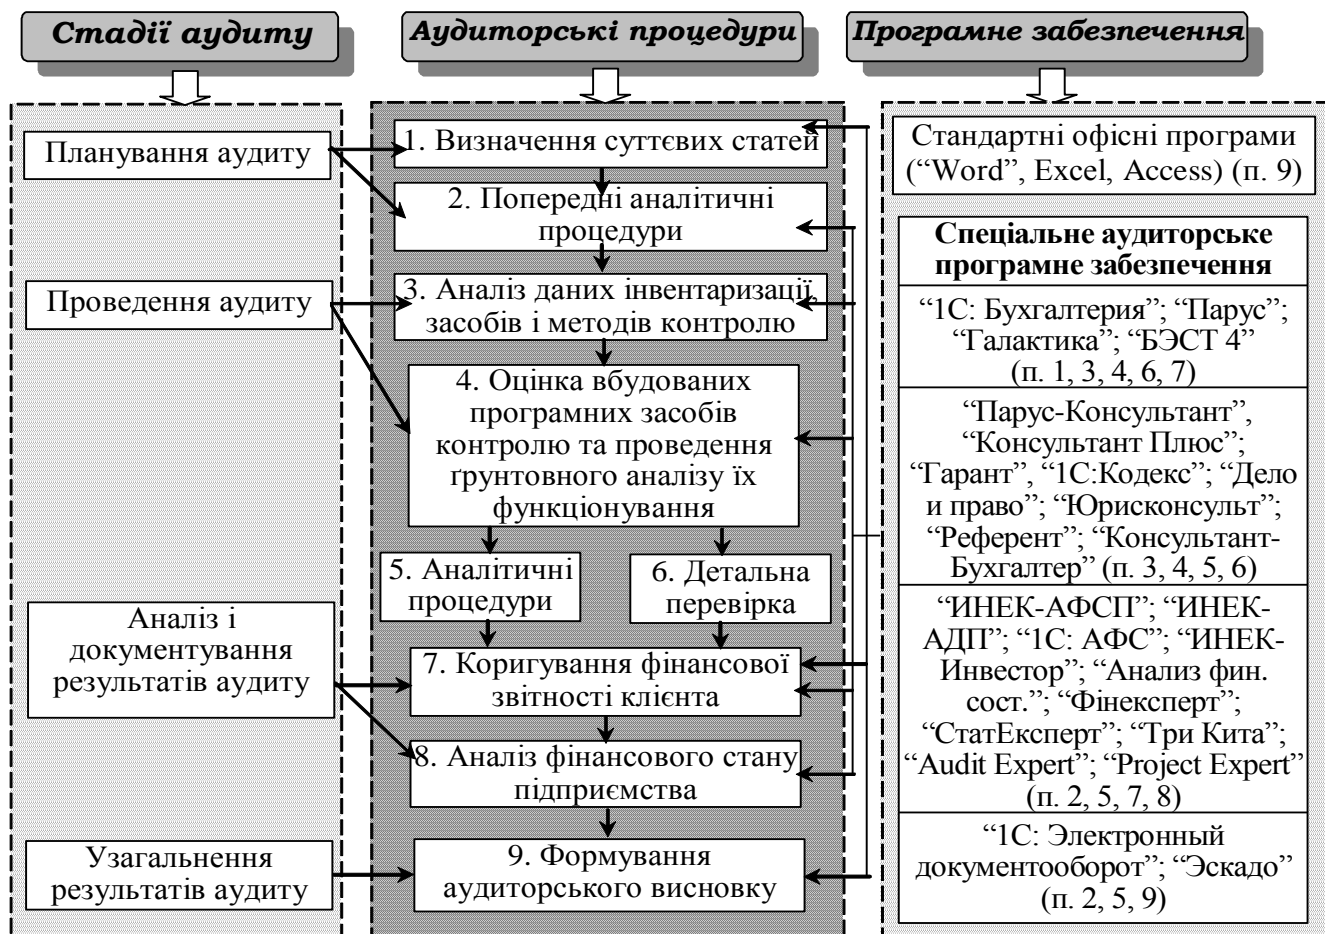 Стадії аудиту
Аудиторські процедури
Програмне забезпечення
Планування аудиту
Проведення аудиту
Аналіз і
документування
результатів аудиту
Узагальнення
результатів аудиту
1. Визначення суттєвих статей
2. Попередні аналітичні
процедури
3. Аналіз даних інвентаризації,
засобів і методів контролю
4. Оцінка вбудованих
програмних засобів
контролю та проведення
ґрунтовного аналізу їх
функціонування
5. Аналітичні
процедури
6. Детальна
перевірка
7. Коригування фінансової
звітності клієнта
8. Аналіз фінансового стану
підприємства
9. Формування
аудиторського висновку
Стандартні офісні програми
(“Word”, Excel, Access) (п. 9)
Спеціальне аудиторське
програмне забезпечення
“1С: Бухгалтерия”; “Парус”;
“Галактика”; “БЭСТ 4”
(п. 1, 3, 4, 6, 7)
“Парус-Консультант”,
“Консультант Плюс”;
“Гарант”, “1С:Кодекс”; “Дело
и право”; “Юрисконсульт”;
“Референт”; “Консультант-
Бухгалтер” (п. 3, 4, 5, 6)
“ИНЕК-АФСП”; “ИНЕК-
АДП”; “1С: АФС”; “ИНЕК-
Инвестор”; “Анализ фин.
сост.”; “Фінексперт”;
“СтатЕксперт”; “Три Кита”;
“Audit Expert”; “Project Expert”
(п. 2, 5, 7, 8)
“1С: Электронный
документооборот”; “Эскадо”
(п. 2, 5, 9)